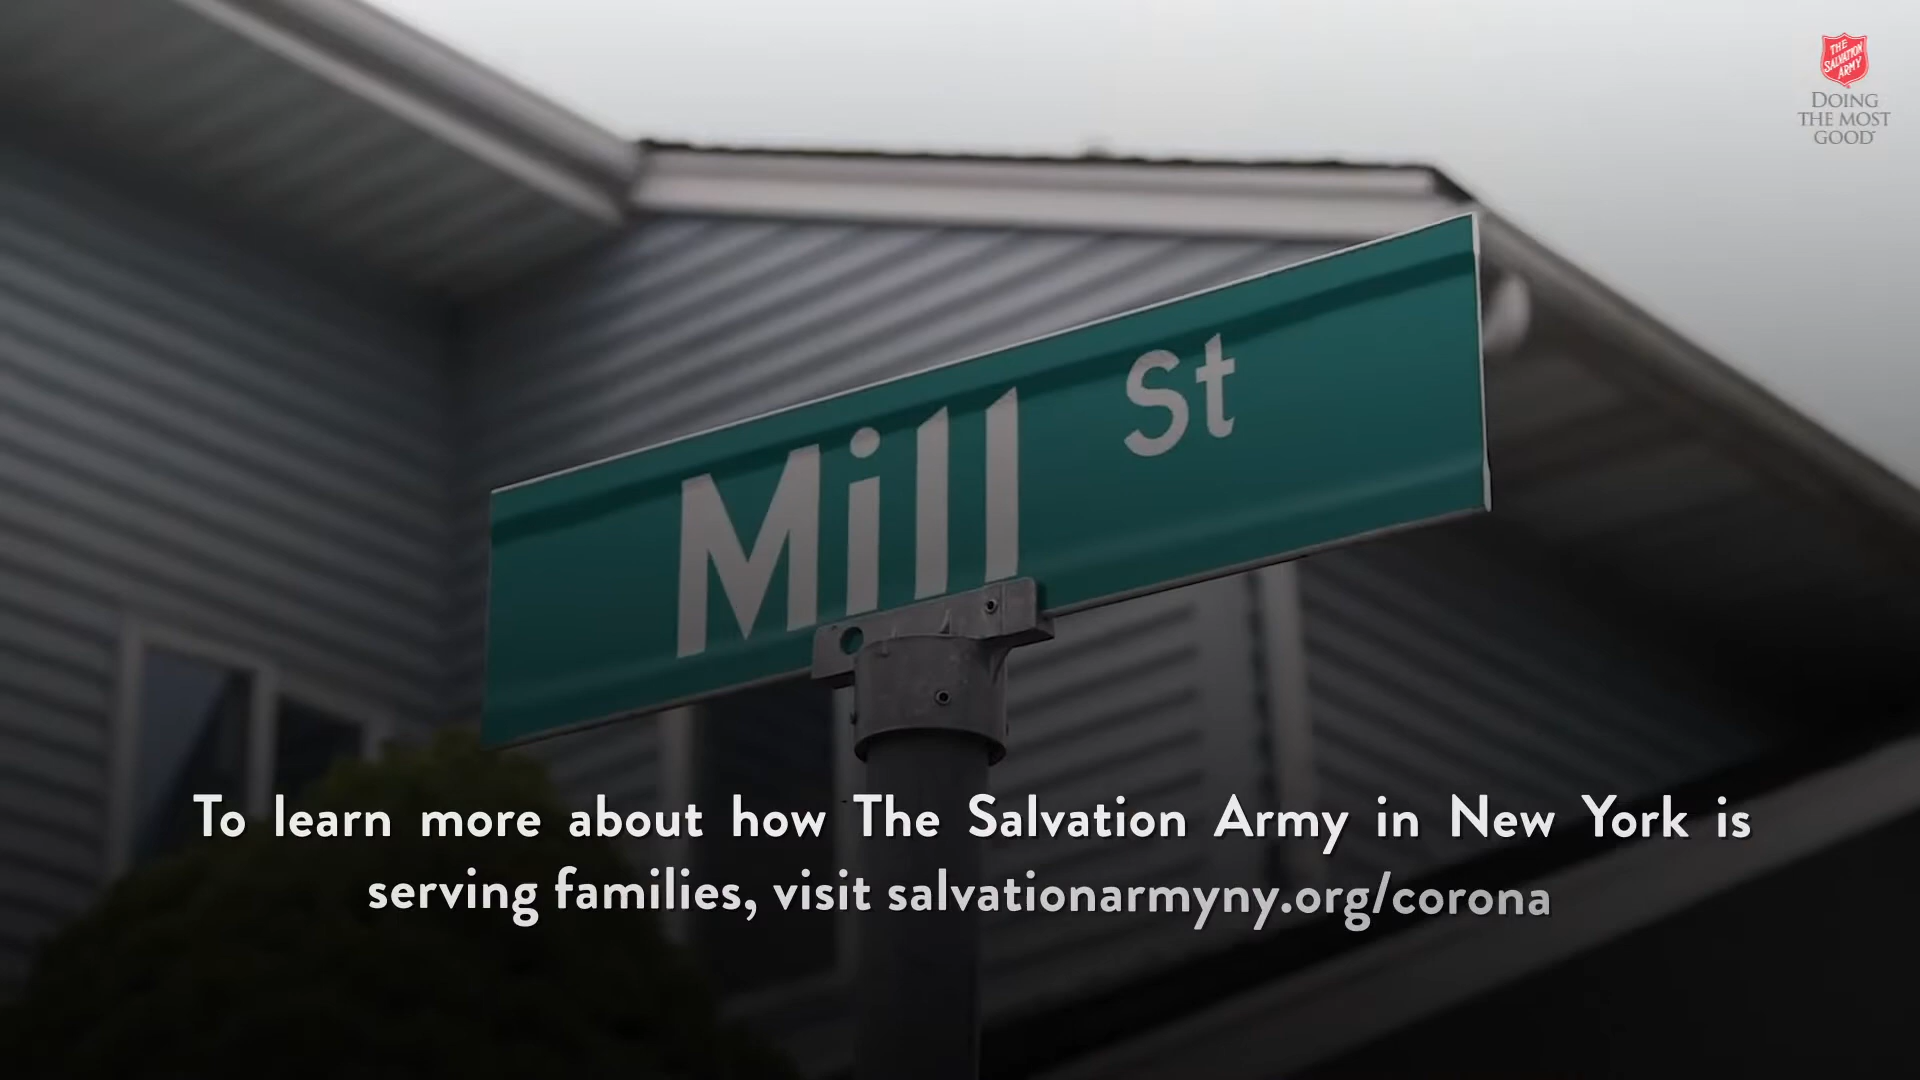 THE
SALVATION
ARMY
DOING
THE MOST
GOOD
Mill St
To learn more about how The Salvation Army in New York is
serving families, visit salvationarmyny.org/corona